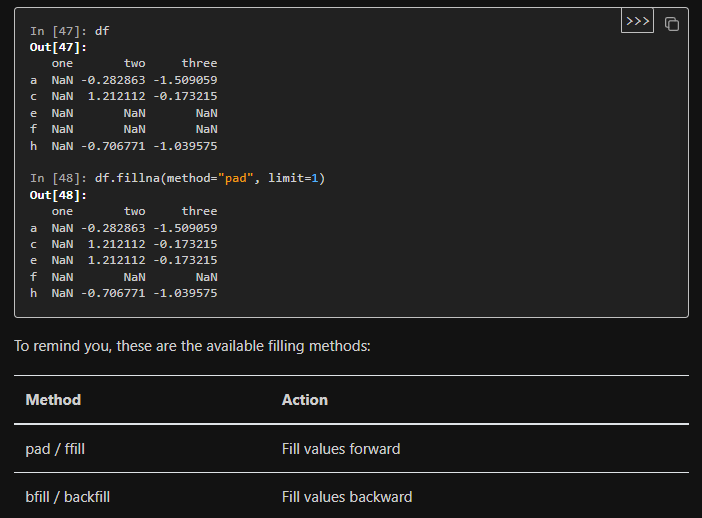 >>>
In [47]: df
Out[47]:
   one       two     three
a  NaN -0.282863 -1.509059
c  NaN  1.212112 -0.173215
e  NaN       NaN       NaN
f  NaN       NaN       NaN
h  NaN -0.706771 -1.039575
In [48]: df.fillna(method="pad", limit=1)
Out[48]:
   one       two     three
a  NaN -0.282863 -1.509059
c  NaN  1.212112 -0.173215
e  NaN  1.212112 -0.173215
f  NaN       NaN       NaN
h  NaN -0.706771 -1.039575
To remind you, these are the available filling methods:
Method Action
pad / ffill Fill values forward
bfill / backfill Fill values backward